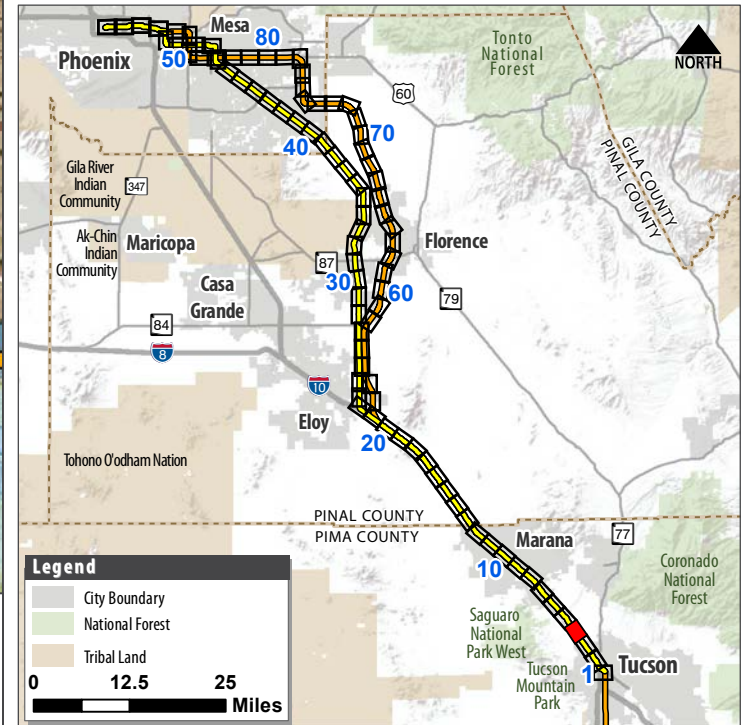 Mesa
80
Phoenix
50
Tonto
National
Forest
NORTH
60
70
40
GILA COUNTY
PINAL COUNTY
Gila River
Indian
Community
347
Ak-Chin
Indian
Community
Maricopa
Florence
87
30
60
Casa
Grande
79
84
8
10
Eloy
20
Tohono O'odham Nation
PINAL COUNTY
PIMA COUNTY
Marana
77
10
Coronado
National
Forest
Saguaro
National
Park West
Tucson
Mountain
Park
1
Tucson
Legend
City Boundary
National Forest
Tribal Land
0 12.5 25
Miles